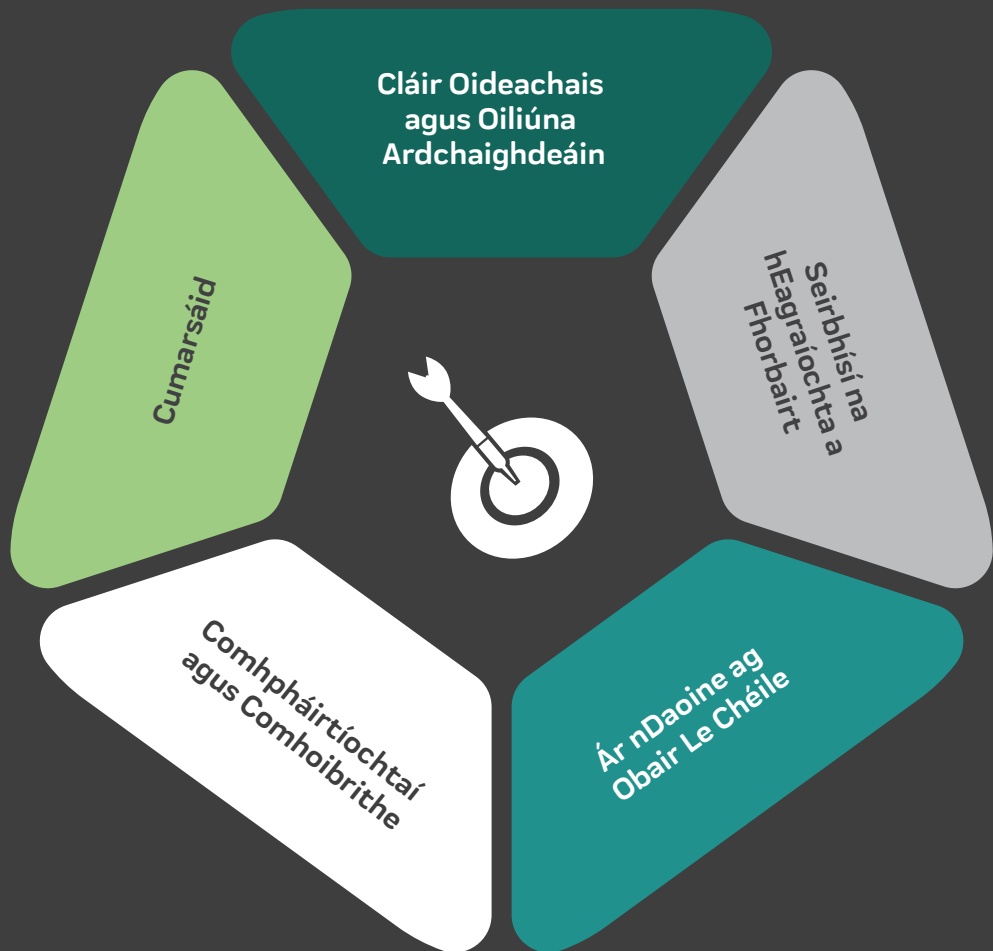 Cláir Oideachais
agus Oiliúna
Ardchaighdeáin
Seirbhísí na
hEagraíochta a
Fhorbairt
Ár nDaoine ag
Obair Le Chéile
Comhpháirtíochtaí
agus Comhoibrithe
Cumarsáid